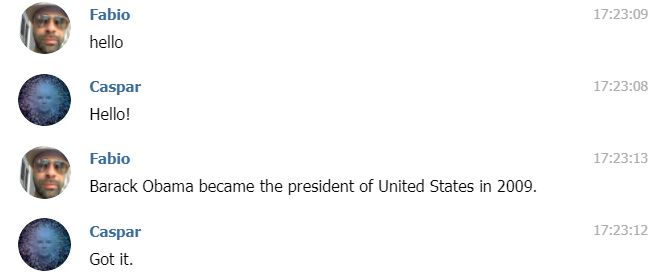 Fabio 17:23:09
hello
Caspar 17:23:08
Hello!
Fabio 17:23:13
Barack Obama became the president of United States in 2009.
Caspar 17:23:12
Got it.